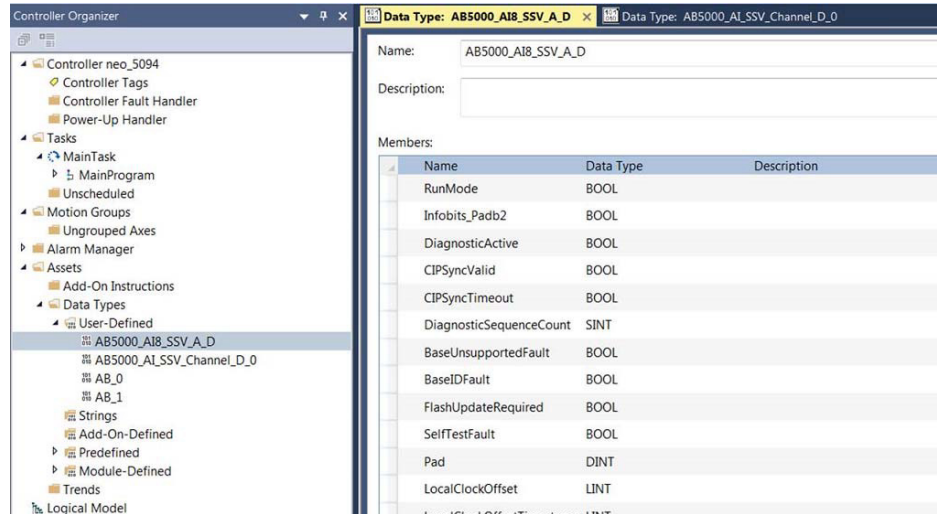 Controller Organizer
Controller neo_5094
Controller Tags
Controller Fault Handler
Power-Up Handler
Tasks
MainTask
MainProgram
Unscheduled
Motion Groups
Ungrouped Axes
Alarm Manager
Assets
Add-On Instructions
Data Types
User-Defined
AB5000_AI8_SSV_A_D
AB5000_AI_SSV_Channel_D_0
AB_0
AB_1
Strings
Add-On-Defined
Predefined
Module-Defined
Trends
Logical Model
Data Type: AB5000_AI8_SSV_A_D Data Type: AB5000_AI_SSV_Channel_D_0
Name: AB5000_AI8_SSV_A_D
Description:
Members:
Name Data Type Description
RunMode BOOL
Infobits_Padb2 BOOL
DiagnosticActive BOOL
CIPSyncValid BOOL
CIPSyncTimeout BOOL
DiagnosticSequenceCount SINT
BaseUnsupportedFault BOOL
BaseIDFault BOOL
FlashUpdateRequired BOOL
SelfTestFault BOOL
Pad DINT
LocalClockOffset LINT